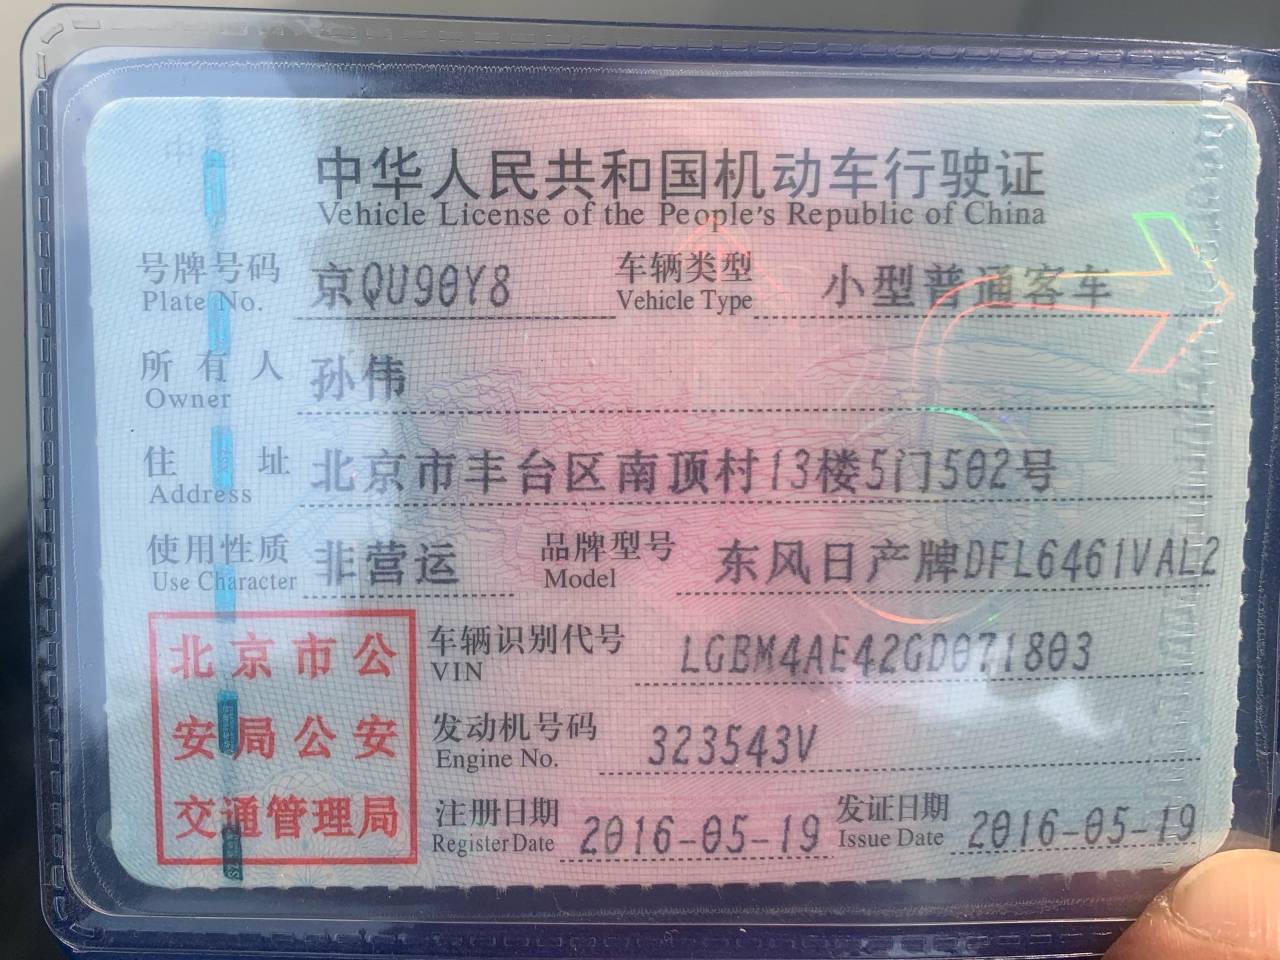 中华人民共和国机动车行驶证
Vehicle License of the People's Republic of China
号牌号码 京QU90Y8 车辆类型 小型普通客车
Plate No. Vehicle Type
所有人 孙伟
Owner
住址 北京市丰台区南顶村13楼5门502号
Address
使用性质 非营运 品牌型号 东风日产牌DFL6461VAL2
Use Character Model
北京市公
安局公安
交通管理局
车辆识别代号 LGBM4AE42GD071803
VIN
发动机号码 323543V
Engine No.
注册日期 2016-05-19 发证日期 2016-05-19
Register Date Issue Date